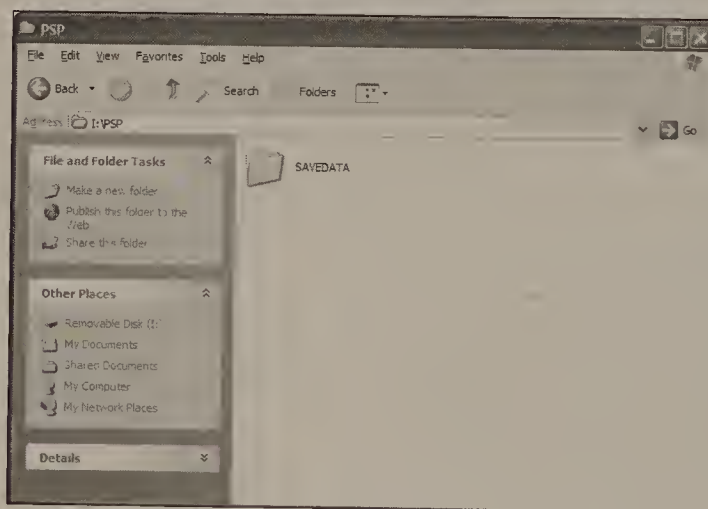 PSP
File Edit View Favorites Tools Help
Back Search Folders
Address I:\PSP Go
File and Folder Tasks
Make a new folder
Publish this folder to the
Web
Share this folder
Other Places
Removable Disk (I:
My Documents
Shared Documents
My Computer
My Network Places
Details
SAVEDATA